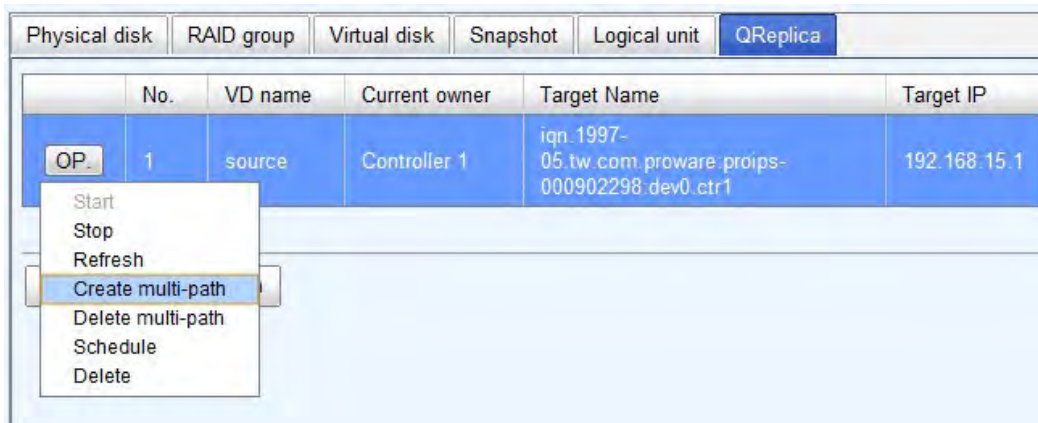 Physical disk RAID group Virtual disk Snapshot Logical unit QReplica
No. VD name Current owner Target Name Target IP
OP. 1 source Controller 1 iqn.1997-
05.tw.com.proware.proips-
000902298.dev0.ctr1 192.168.15.1
Start
Stop
Refresh
Create multi-path
Delete multi-path
Schedule
Delete